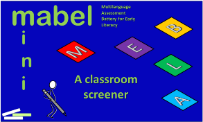 mabel
Multilanguage
Assessment
Battery for Early
Literacy
mini
M
E
L
B
A
A classroom
screener